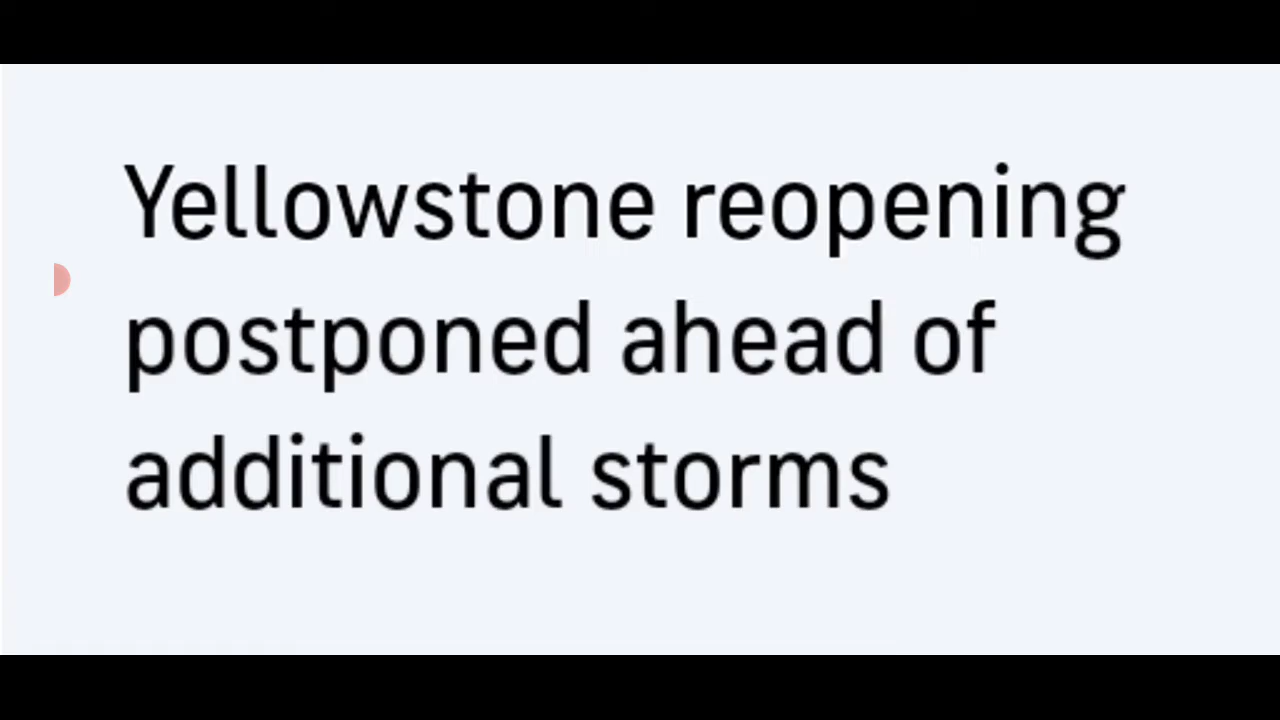 Yellowstone reopening
postponed ahead of
additional storms